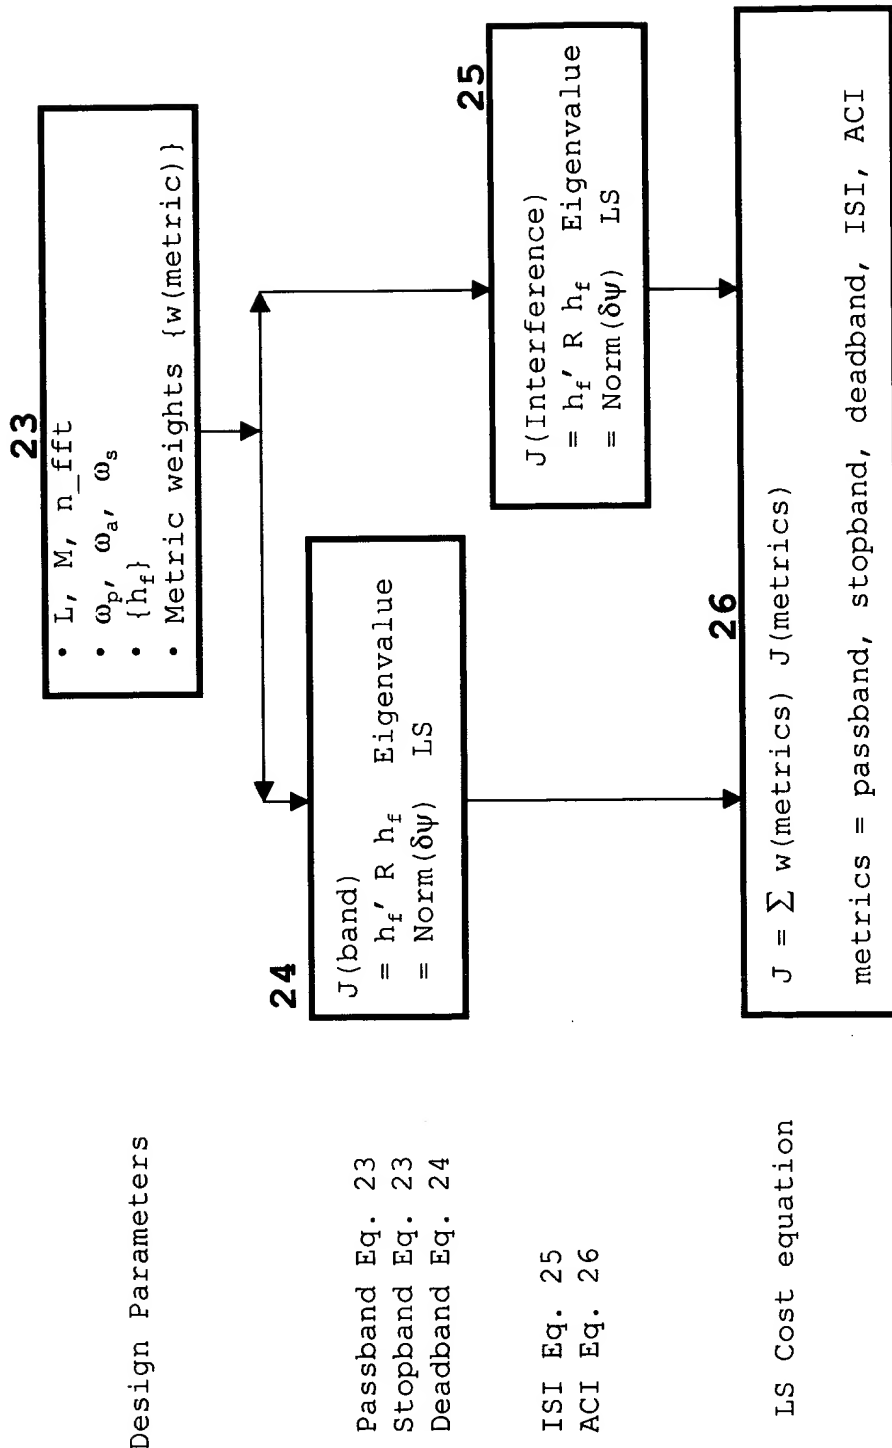 Design Parameters
23
• L, M, n_fft
• ωp, ωa, ωs
• {hf}
• Metric weights {w(metric)}
Passband Eq. 23
Stopband Eq. 23
Deadband Eq. 24
24
J(band)
= hf′ R hf Eigenvalue
= Norm(δψ) LS
ISI Eq. 25
ACI Eq. 26
25
J(Interference)
= hf′ R hf Eigenvalue
= Norm(δψ) LS
LS Cost equation
26
J = ∑ w(metrics) J(metrics)
metrics = passband, stopband, deadband, ISI, ACI